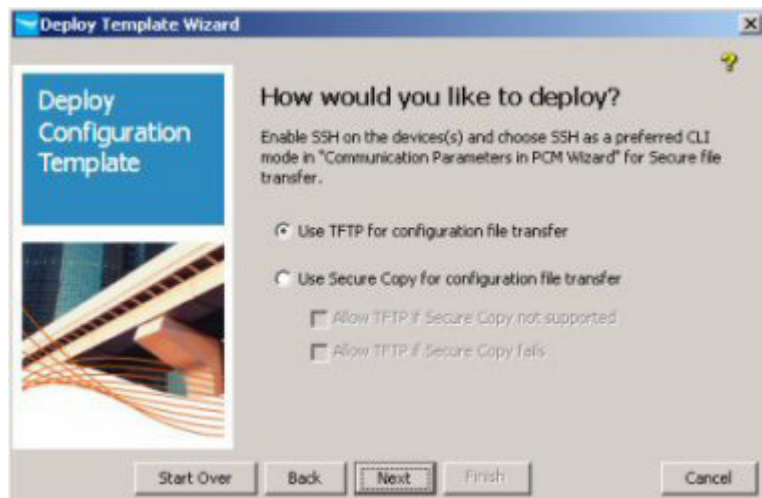 Deploy Template Wizard
Deploy
Configuration
Template
How would you like to deploy?
Enable SSH on the devices(s) and choose SSH as a preferred CLI
mode in "Communication Parameters in PCM Wizard" for Secure file
transfer.
Use TFTP for configuration file transfer
Use Secure Copy for configuration file transfer
Allow TFTP if Secure Copy not supported
Allow TFTP if Secure Copy fails
Start Over
Back
Next
Finish
Cancel